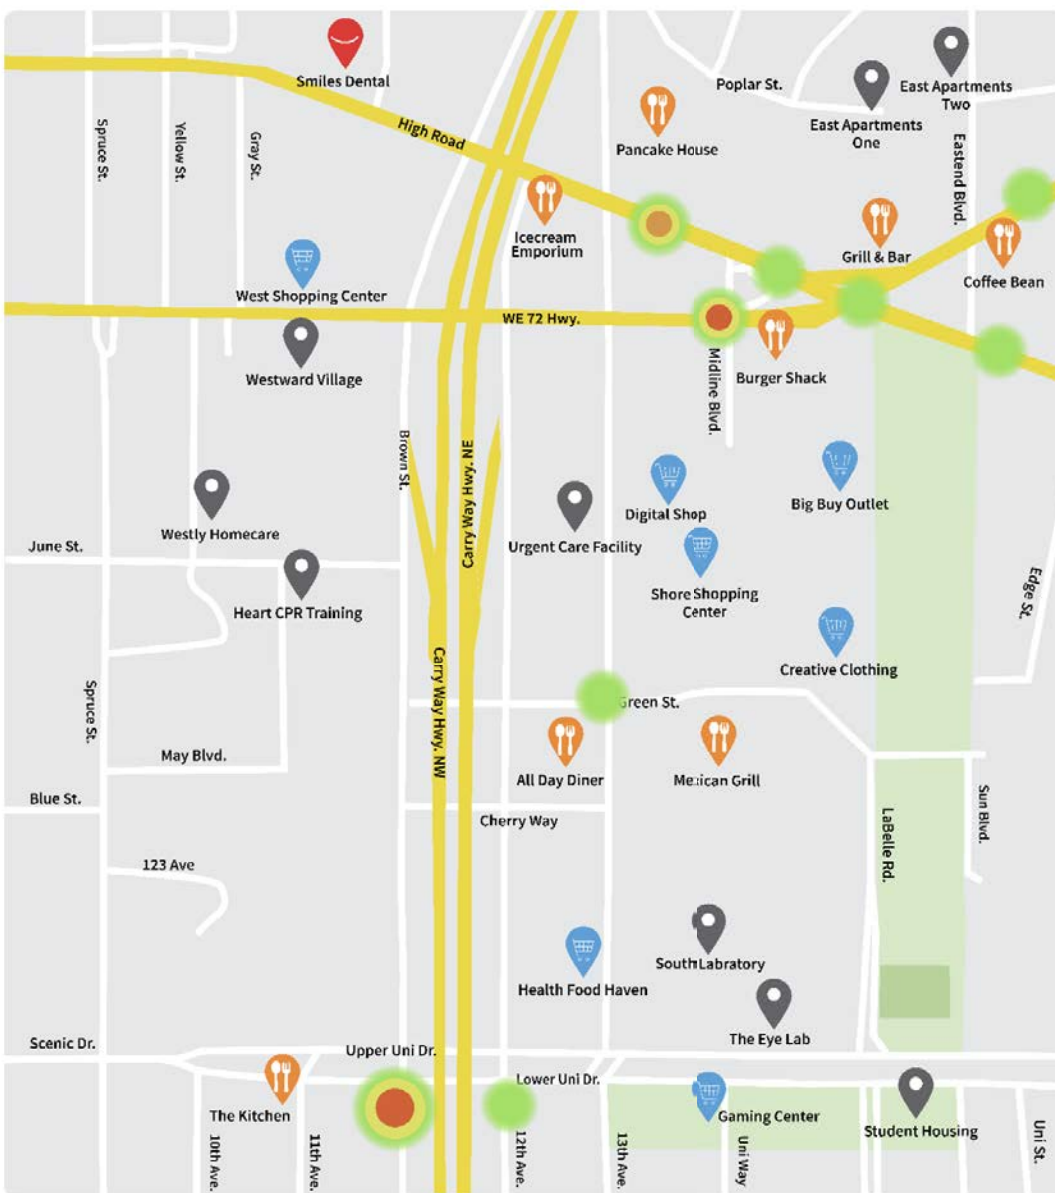 Smiles Dental
Poplar St.
East Apartments
Two
East Apartments
One
High Road
Pancake House
Spruce St.
Yellow St.
Gray St.
Eastend Blvd.
Icecream
Emporium
Grill & Bar
Coffee Bean
West Shopping Center
WE 72 Hwy.
Westward Village
Midline Blvd.
Burger Shack
Brown St.
Carry Way Hwy. NE
Digital Shop
Big Buy Outlet
Westly Homecare
Urgent Care Facility
June St.
Shore Shopping
Center
Edge St.
Heart CPR Training
Creative Clothing
Spruce St.
Carry Way Hwy. NW
Green St.
May Blvd.
All Day Diner
Mexican Grill
Blue St.
Cherry Way
LaBelle Rd.
Sun Blvd.
123 Ave
South Labratory
Health Food Haven
The Eye Lab
Scenic Dr.
Upper Uni Dr.
Lower Uni Dr.
The Kitchen
Gaming Center
Student Housing
10th Ave.
11th Ave.
12th Ave.
13th Ave.
Uni Way
Uni St.